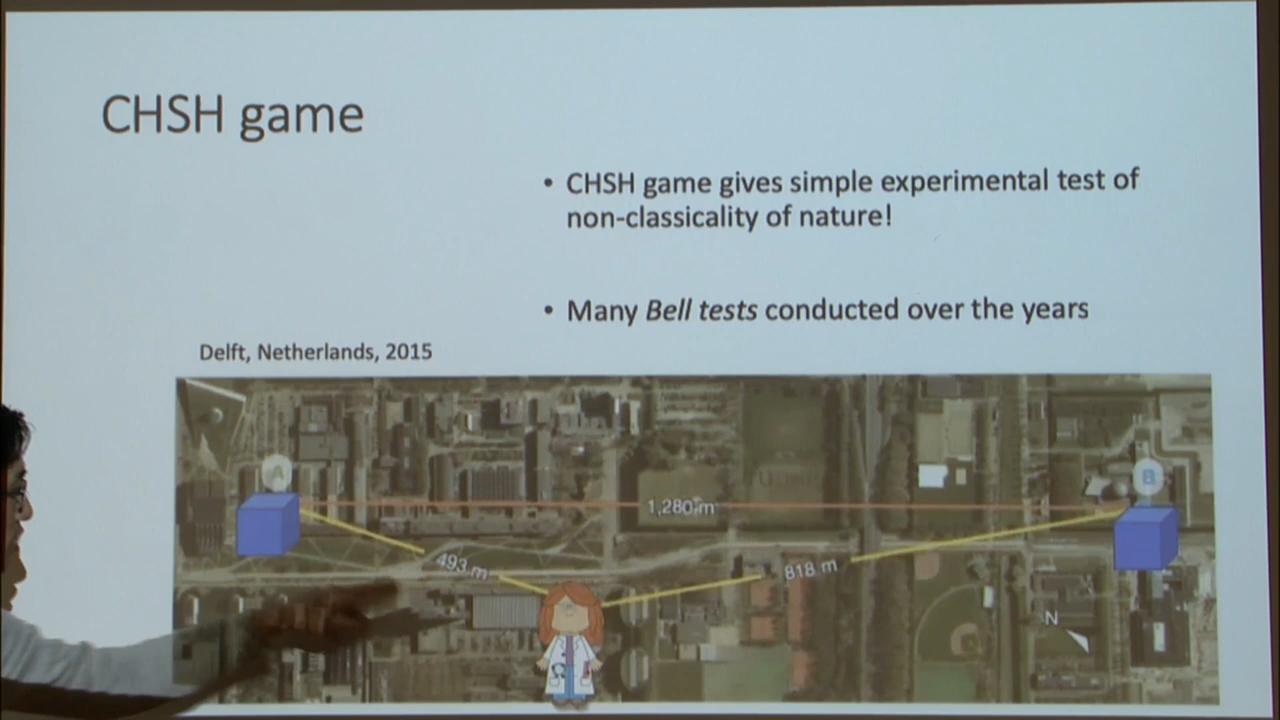 CHSH game
• CHSH game gives simple experimental test of
non-classicality of nature!
• Many Bell tests conducted over the years
Delft, Netherlands, 2015
A
B
1,280 m
493 m
818 m
N